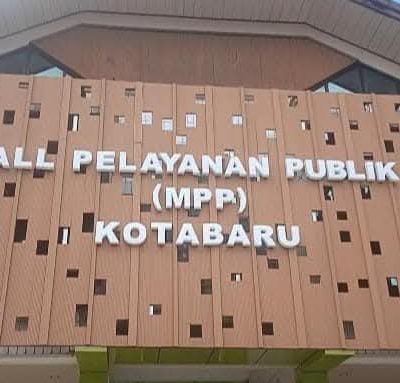 ALL PELAYANAN PUBLIK
(MPP)
KOTABARU